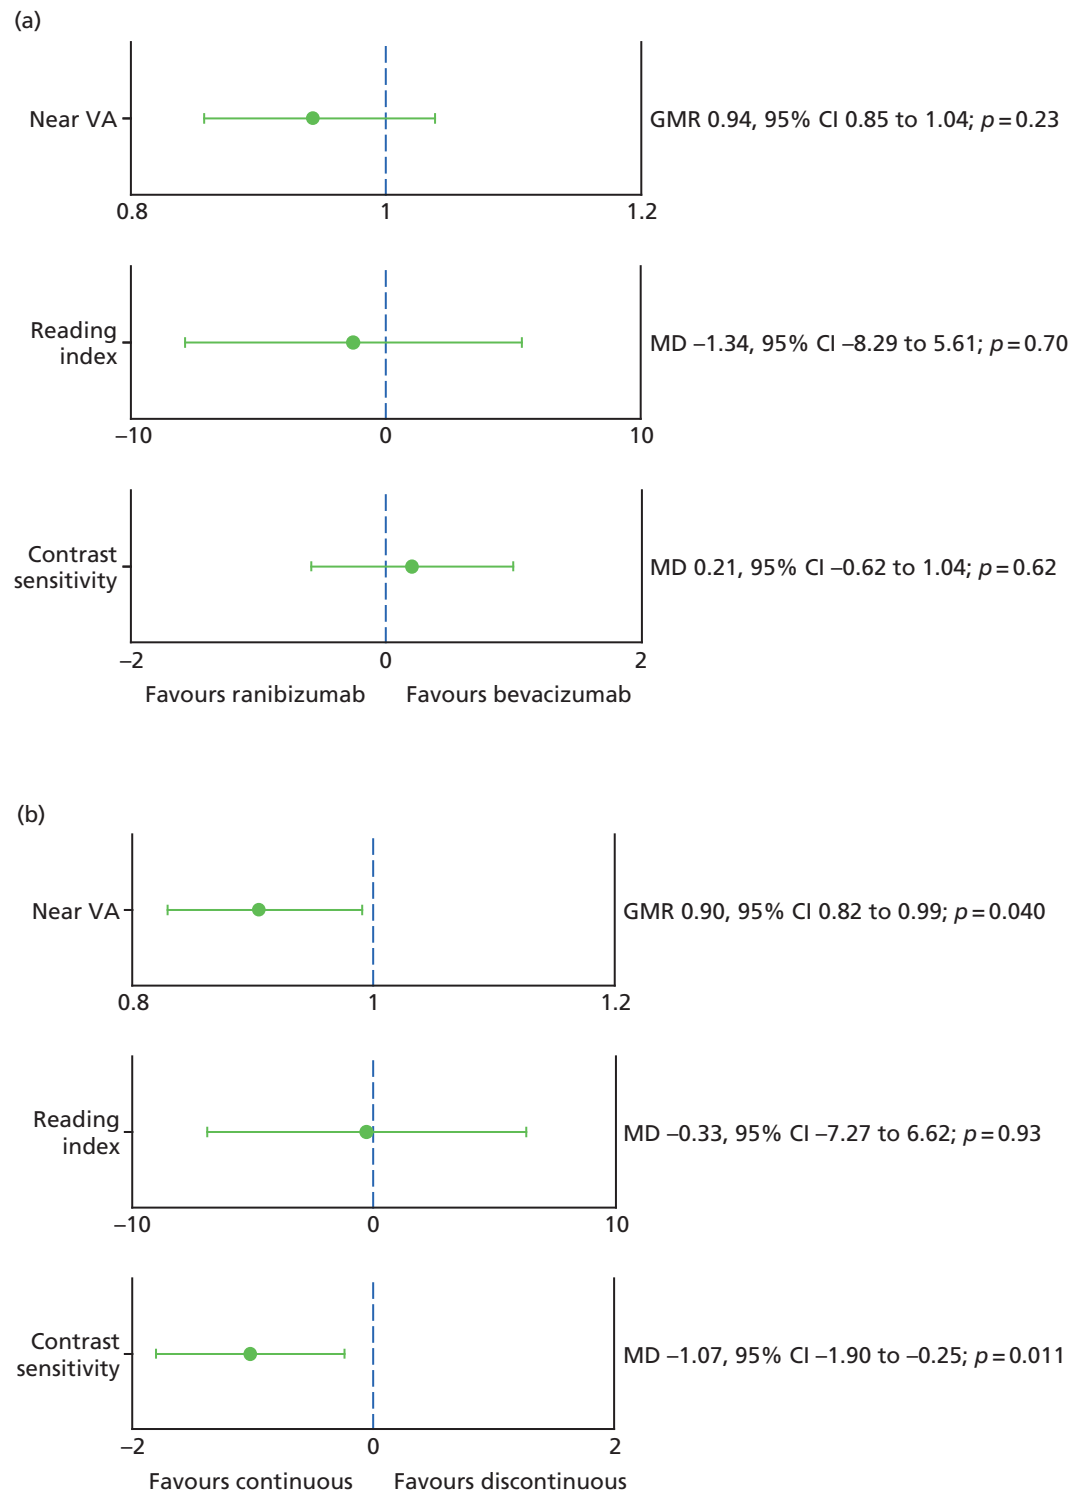 (a)
Near VA
GMR 0.94, 95% CI 0.85 to 1.04; p = 0.23
0.8 1 1.2
Reading
index
MD –1.34, 95% CI –8.29 to 5.61; p = 0.70
–10 0 10
Contrast
sensitivity
MD 0.21, 95% CI –0.62 to 1.04; p = 0.62
–2 0 2
Favours ranibizumab Favours bevacizumab
(b)
Near VA
GMR 0.90, 95% CI 0.82 to 0.99; p = 0.040
0.8 1 1.2
Reading
index
MD –0.33, 95% CI –7.27 to 6.62; p = 0.93
–10 0 10
Contrast
sensitivity
MD –1.07, 95% CI –1.90 to –0.25; p = 0.011
–2 0 2
Favours continuous Favours discontinuous